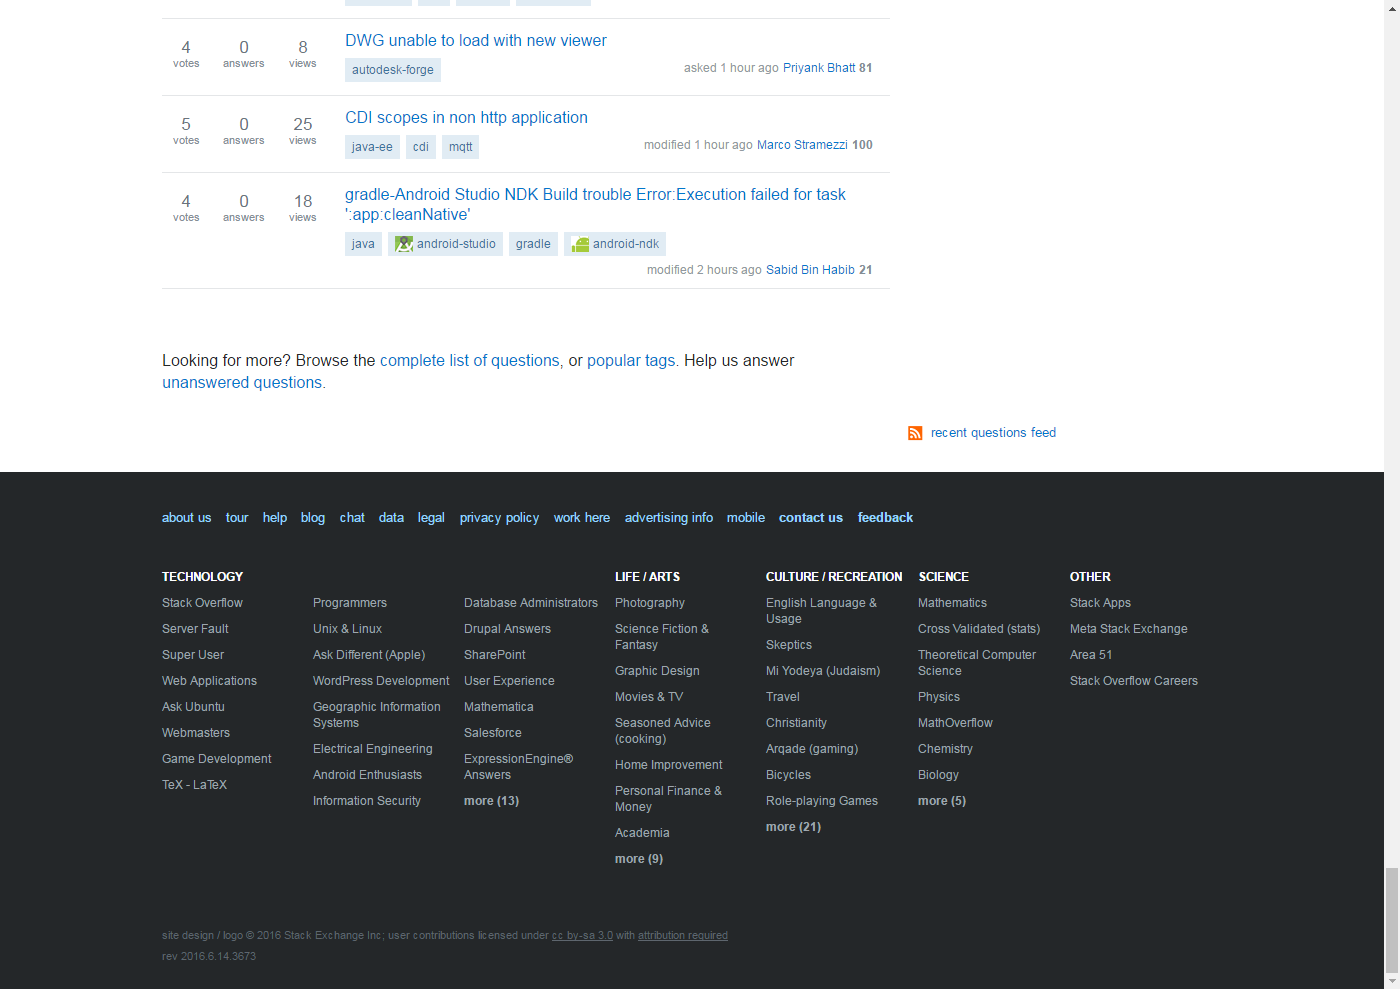 4 votes 0 answers 8 views
DWG unable to load with new viewer
autodesk-forge
asked 1 hour ago Priyank Bhatt 81
5 votes 0 answers 25 views
CDI scopes in non http application
java-ee cdi mqtt
modified 1 hour ago Marco Stramezzi 100
4 votes 0 answers 18 views
gradle-Android Studio NDK Build trouble Error:Execution failed for task
':app:cleanNative'
java android-studio gradle android-ndk
modified 2 hours ago Sabid Bin Habib 21
Looking for more? Browse the complete list of questions, or popular tags. Help us answer
unanswered questions.
recent questions feed
about us tour help blog chat data legal privacy policy work here advertising info mobile contact us feedback
TECHNOLOGY
Stack Overflow
Server Fault
Super User
Web Applications
Ask Ubuntu
Webmasters
Game Development
TeX - LaTeX
Programmers
Unix & Linux
Ask Different (Apple)
WordPress Development
Geographic Information
Systems
Electrical Engineering
Android Enthusiasts
Information Security
Database Administrators
Drupal Answers
SharePoint
User Experience
Mathematica
Salesforce
ExpressionEngine®
Answers
more (13)
LIFE / ARTS
Photography
Science Fiction &
Fantasy
Graphic Design
Movies & TV
Seasoned Advice
(cooking)
Home Improvement
Personal Finance &
Money
Academia
more (9)
CULTURE / RECREATION
English Language &
Usage
Skeptics
Mi Yodeya (Judaism)
Travel
Christianity
Arqade (gaming)
Bicycles
Role-playing Games
more (21)
SCIENCE
Mathematics
Cross Validated (stats)
Theoretical Computer
Science
Physics
MathOverflow
Chemistry
Biology
more (5)
OTHER
Stack Apps
Meta Stack Exchange
Area 51
Stack Overflow Careers
site design / logo © 2016 Stack Exchange Inc; user contributions licensed under cc by-sa 3.0 with attribution required
rev 2016.6.14.3673